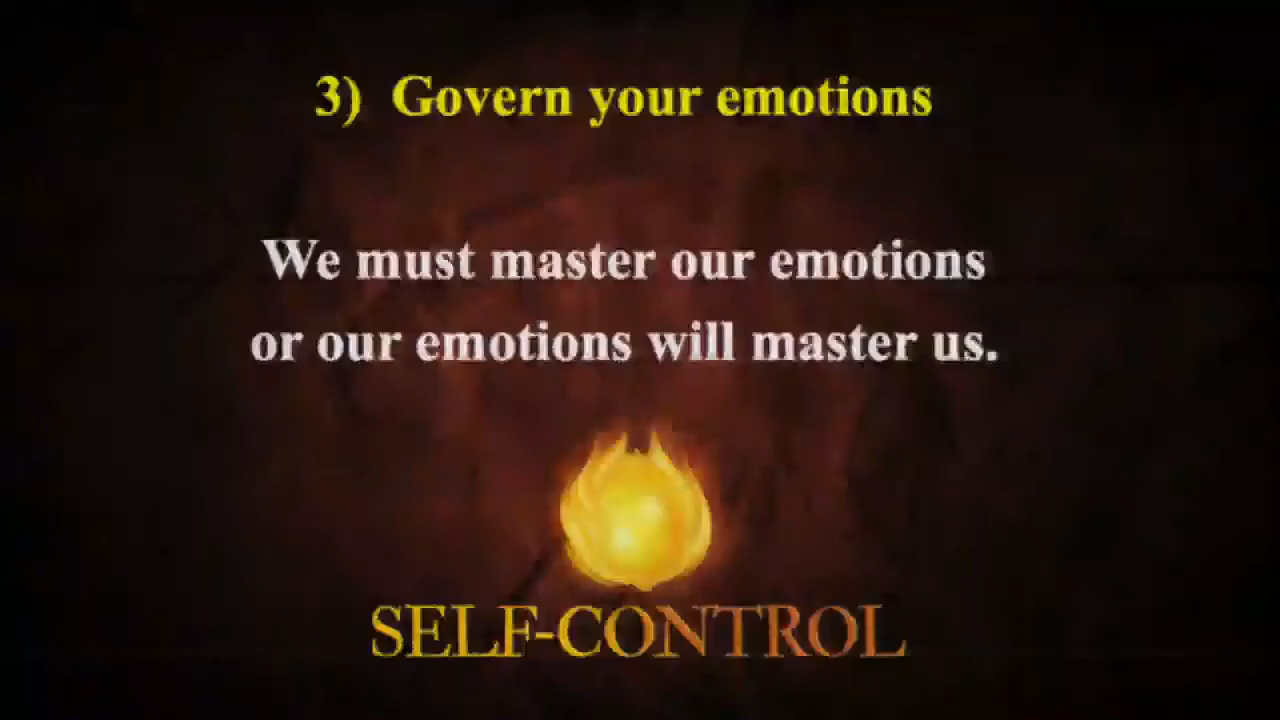 3) Govern your emotions
We must master our emotions
or our emotions will master us.
SELF-CONTROL